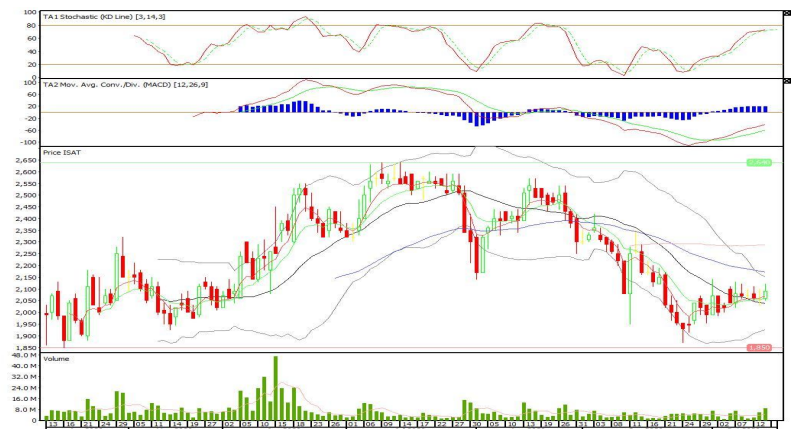 TA1 Stochastic (KD Line) [3,14,3]
100
80
60
40
20
0
TA2 Mov. Avg. Conv./Div. (MACD) [12,26,9]
100
60
20
-20
-60
-100
Price ISAT
2,650
2,600
2,550
2,500
2,450
2,400
2,350
2,300
2,250
2,200
2,150
2,100
2,050
2,000
1,950
1,900
1,850
2,640
1,850
Volume
48.0 M
40.0 M
32.0 M
24.0 M
16.0 M
8.0 M
0
13 16 21 24 29 05 11 14 19 27 02 05 10 15 18 23 26 01 06 09 14 17 22 27 30 05 10 13 18 23 26 31 03 08 11 16 21 24 29 02 07 12